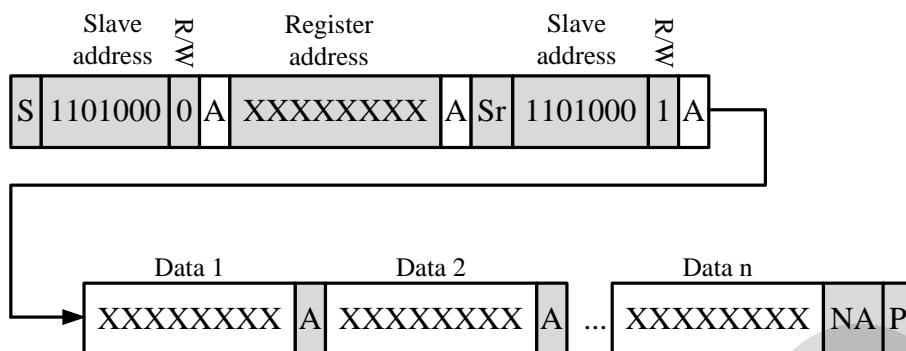 Slave address R/W Register address Slave address R/W
S 1101000 0 A XXXXXXXX A Sr 1101000 1 A
Data 1 Data 2 Data n
XXXXXXXX A XXXXXXXX A ... XXXXXXXX NA P